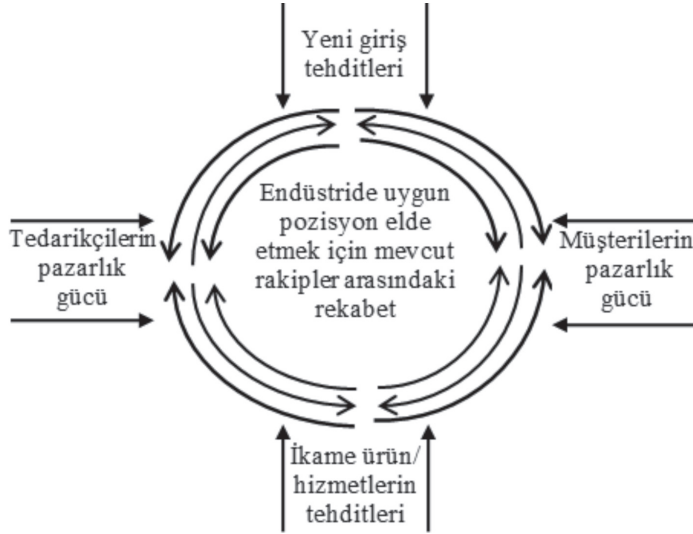 Yeni giriş
tehditleri
Endüstride uygun
pozisyon elde
etmek için mevcut
rakipler arasındaki
rekabet
Tedarikçilerin
pazarlık
gücü
Müşterilerin
pazarlık
gücü
İkame ürün/
hizmetlerin
tehditleri